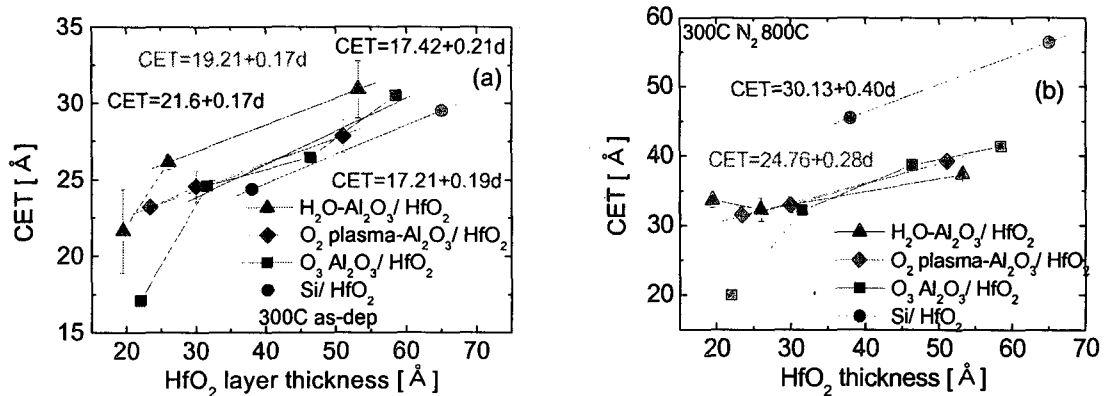 CET=17.42+0.21d
CET=19.21+0.17d
(a)
CET=21.6+0.17d
CET=17.21+0.19d
H₂O-Al₂O₃/ HfO₂
O₂ plasma-Al₂O₃/ HfO₂
O₃ Al₂O₃/ HfO₂
Si/ HfO₂
300C as-dep
CET [ Å]
35
30
25
20
15
20 30 40 50 60 70
HfO₂ layer thickness [ Å]
300C N₂ 800C
(b)
CET=30.13+0.40d
CET=24.76+0.28d
H₂O-Al₂O₃/ HfO₂
O₂ plasma-Al₂O₃/ HfO₂
O₃ Al₂O₃/ HfO₂
Si/ HfO₂
CET [ Å]
60
50
40
30
20
20 30 40 50 60 70
HfO₂ thickness [ Å]